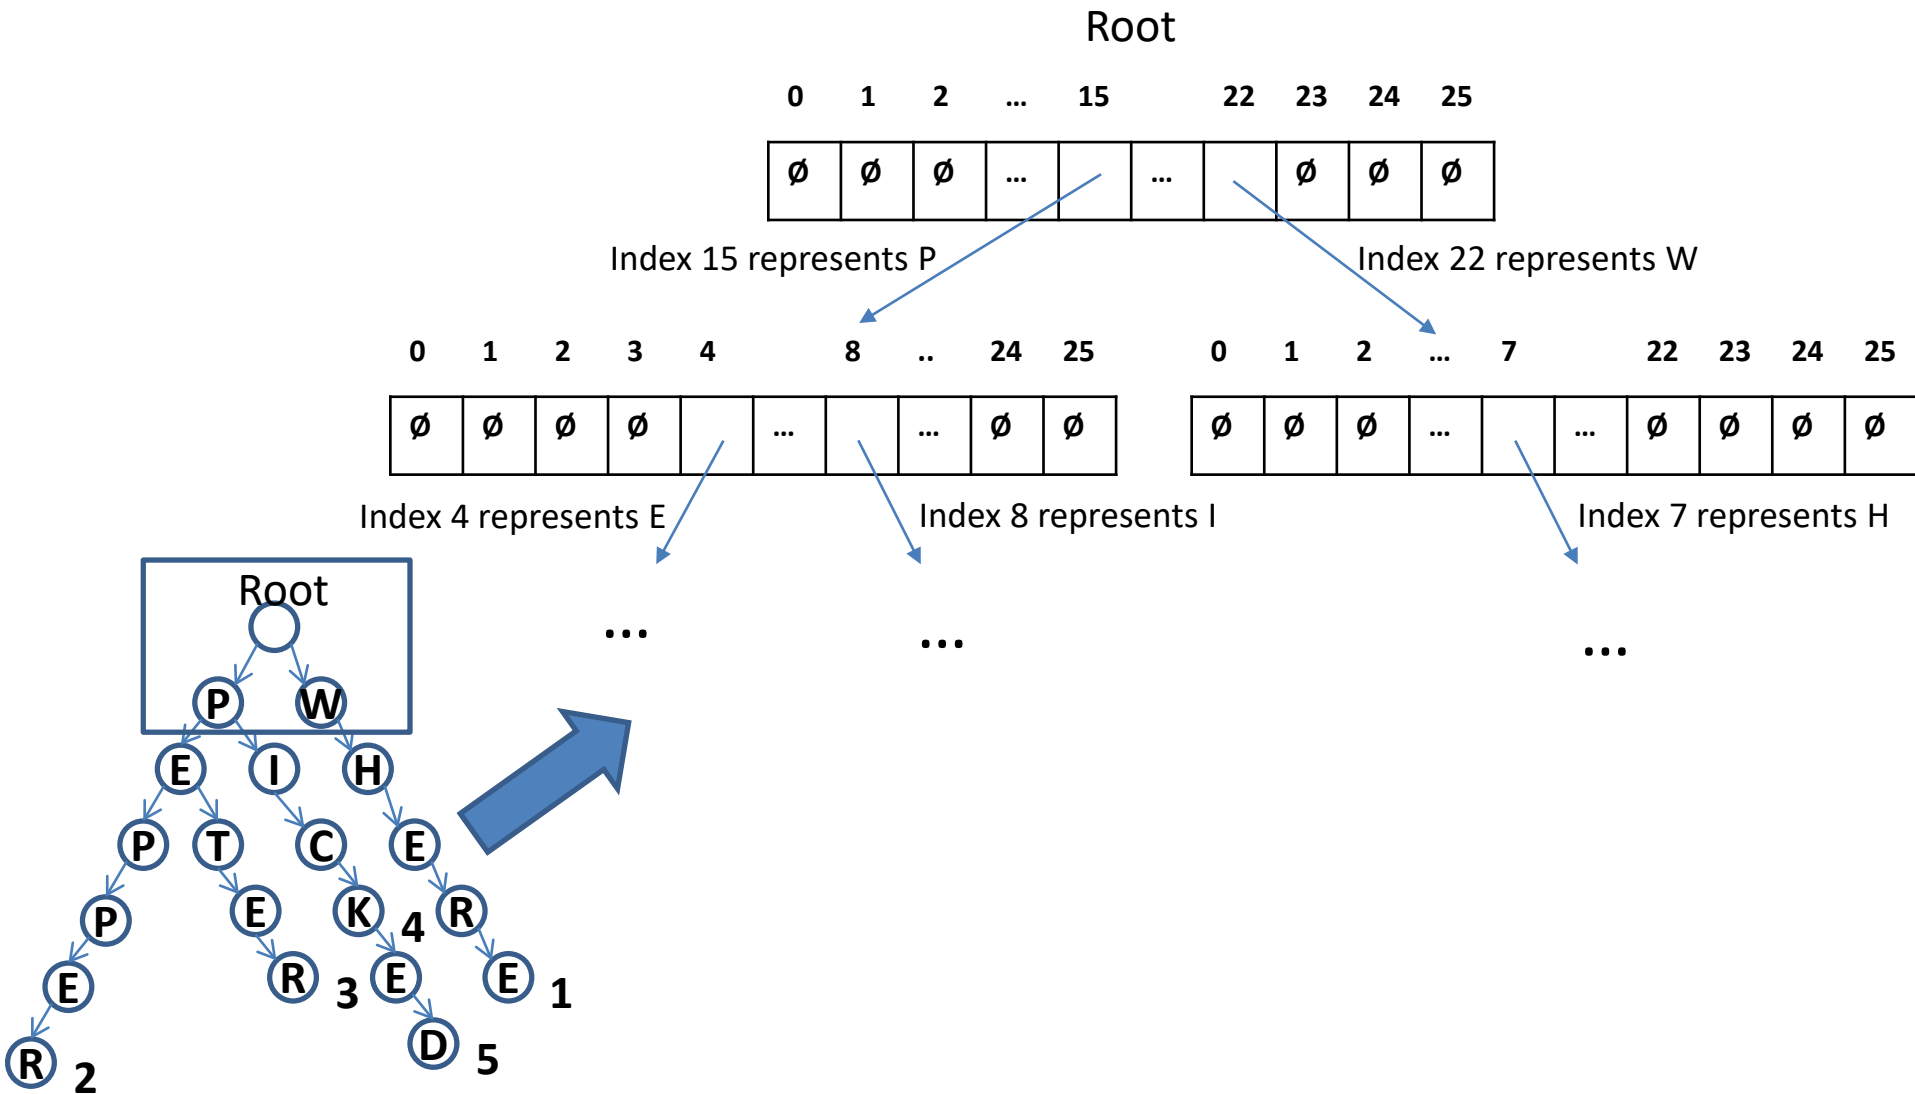 Root
0 1 2 … 15 22 23 24 25
Ø Ø Ø … … Ø Ø Ø
Index 15 represents P
Index 22 represents W
0 1 2 3 4 8 .. 24 25
0 1 2 … 7 22 23 24 25
Ø Ø Ø Ø … … Ø Ø
Ø Ø Ø … … Ø Ø Ø Ø
Index 4 represents E
Index 8 represents I
Index 7 represents H
… … …
Root
P W
E I H
P T C E
P E K 4 R
E R 3 E E 1
R 2 D 5